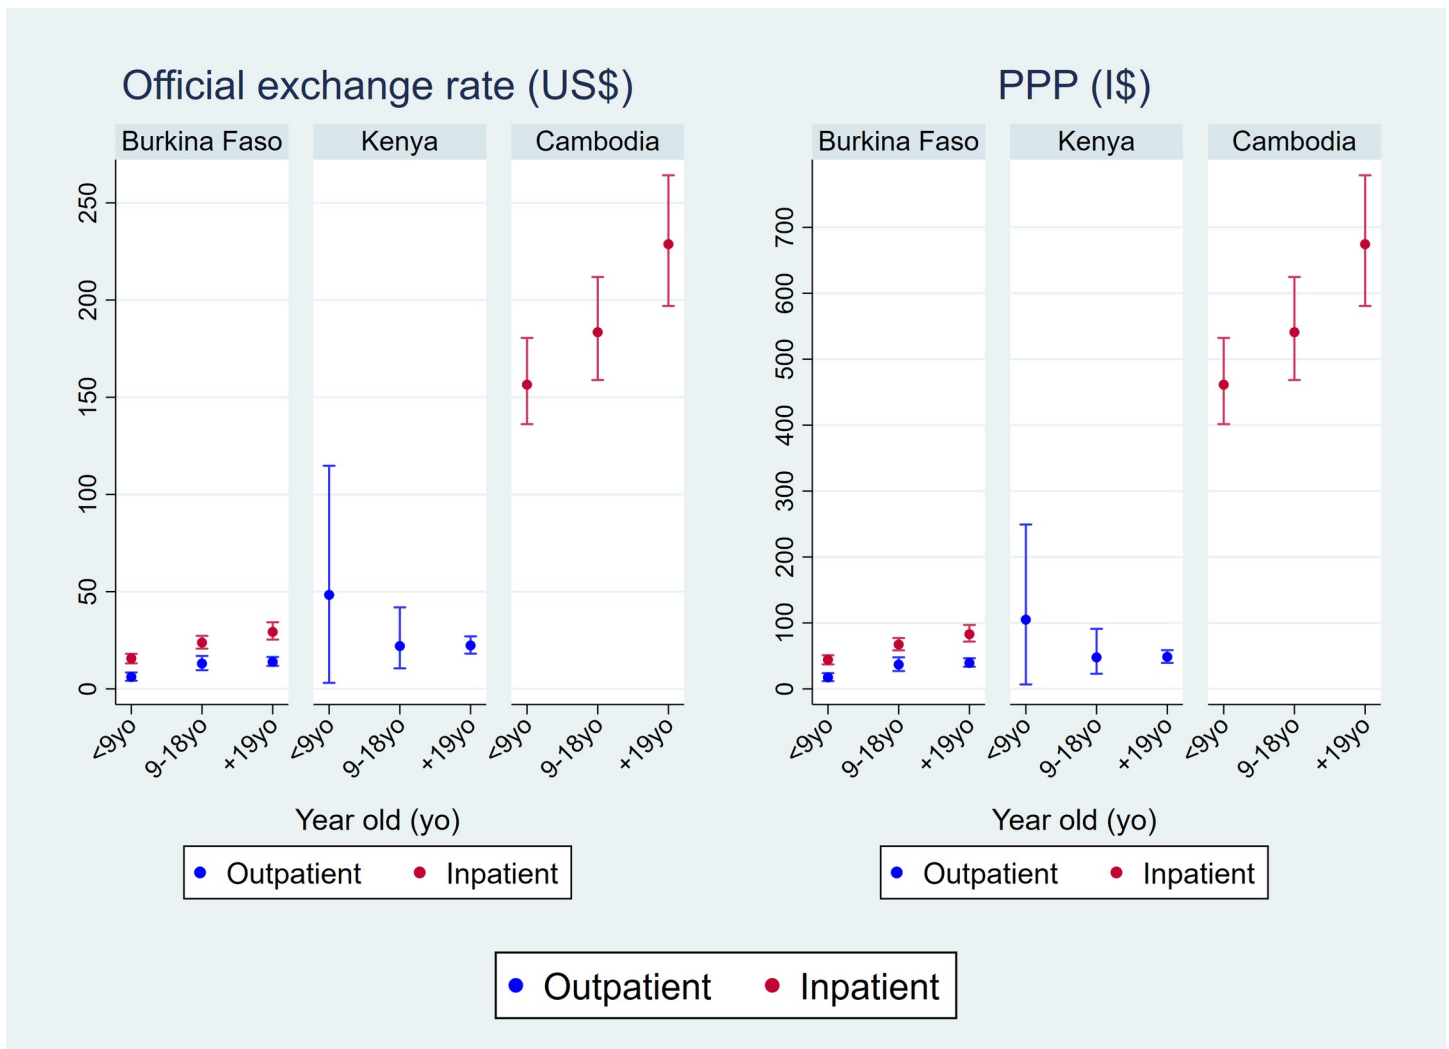 Official exchange rate (US$)
Burkina Faso Kenya Cambodia
250
200
150
100
50
0
<9yo 9-18yo +19yo <9yo 9-18yo +19yo <9yo 9-18yo +19yo
Year old (yo)
Outpatient Inpatient
PPP (I$)
Burkina Faso Kenya Cambodia
700
600
500
400
300
200
100
0
<9yo 9-18yo +19yo <9yo 9-18yo +19yo <9yo 9-18yo +19yo
Year old (yo)
Outpatient Inpatient
Outpatient Inpatient